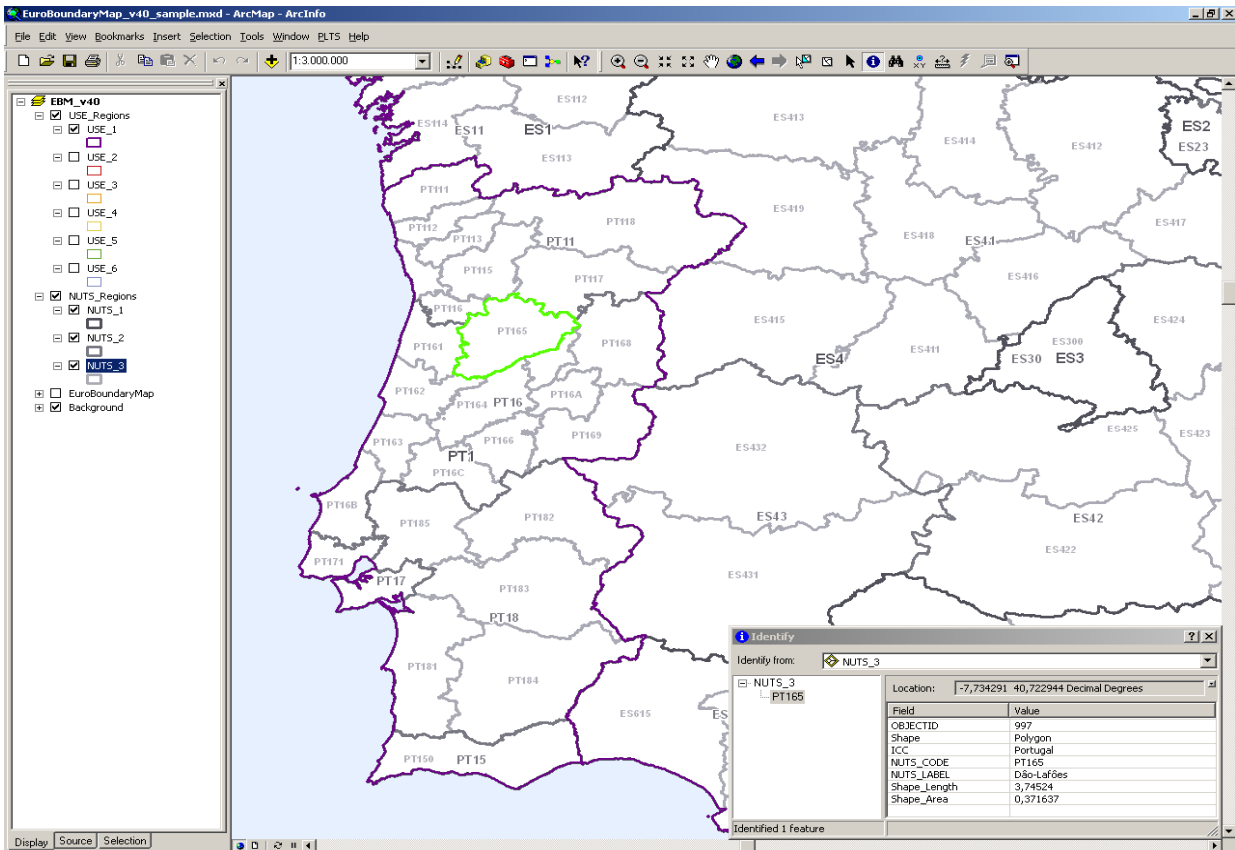 EuroBoundaryMap_v40_sample.mxd - ArcMap - ArcInfo
File Edit View Bookmarks Insert Selection Tools Window PLTS Help
1:3.000.000
EBM_v40
USE_Regions
USE_1
USE_2
USE_3
USE_4
USE_5
USE_6
NUTS_Regions
NUTS_1
NUTS_2
NUTS_3
EuroBoundaryMap
Background
Display Source Selection
ES112
ES114
ES11
ES1
ES113
ES413
ES414
ES412
ES2
ES23
PT111
PT112
PT113
PT118
PT11
PT115
PT117
ES419
ES418
ES41
ES417
ES416
PT116
PT165
PT161
PT168
ES415
ES4
ES411
ES300
ES30
ES3
ES424
PT162
PT164
PT16
PT16A
PT163
PT166
PT169
PT1
PT16C
ES432
ES425
ES423
PT16B
PT185
PT182
ES43
ES42
PT171
PT17
ES422
PT183
PT18
ES431
PT181
PT184
ES615
ES
PT150
PT15
Identify
Identify from: NUTS_3
NUTS_3
PT165
Location: -7,734291 40,722944 Decimal Degrees
Field Value
OBJECTID 997
Shape Polygon
ICC Portugal
NUTS_CODE PT165
NUTS_LABEL Dão-Lafões
Shape_Length 3,74524
Shape_Area 0,371637
Identified 1 feature